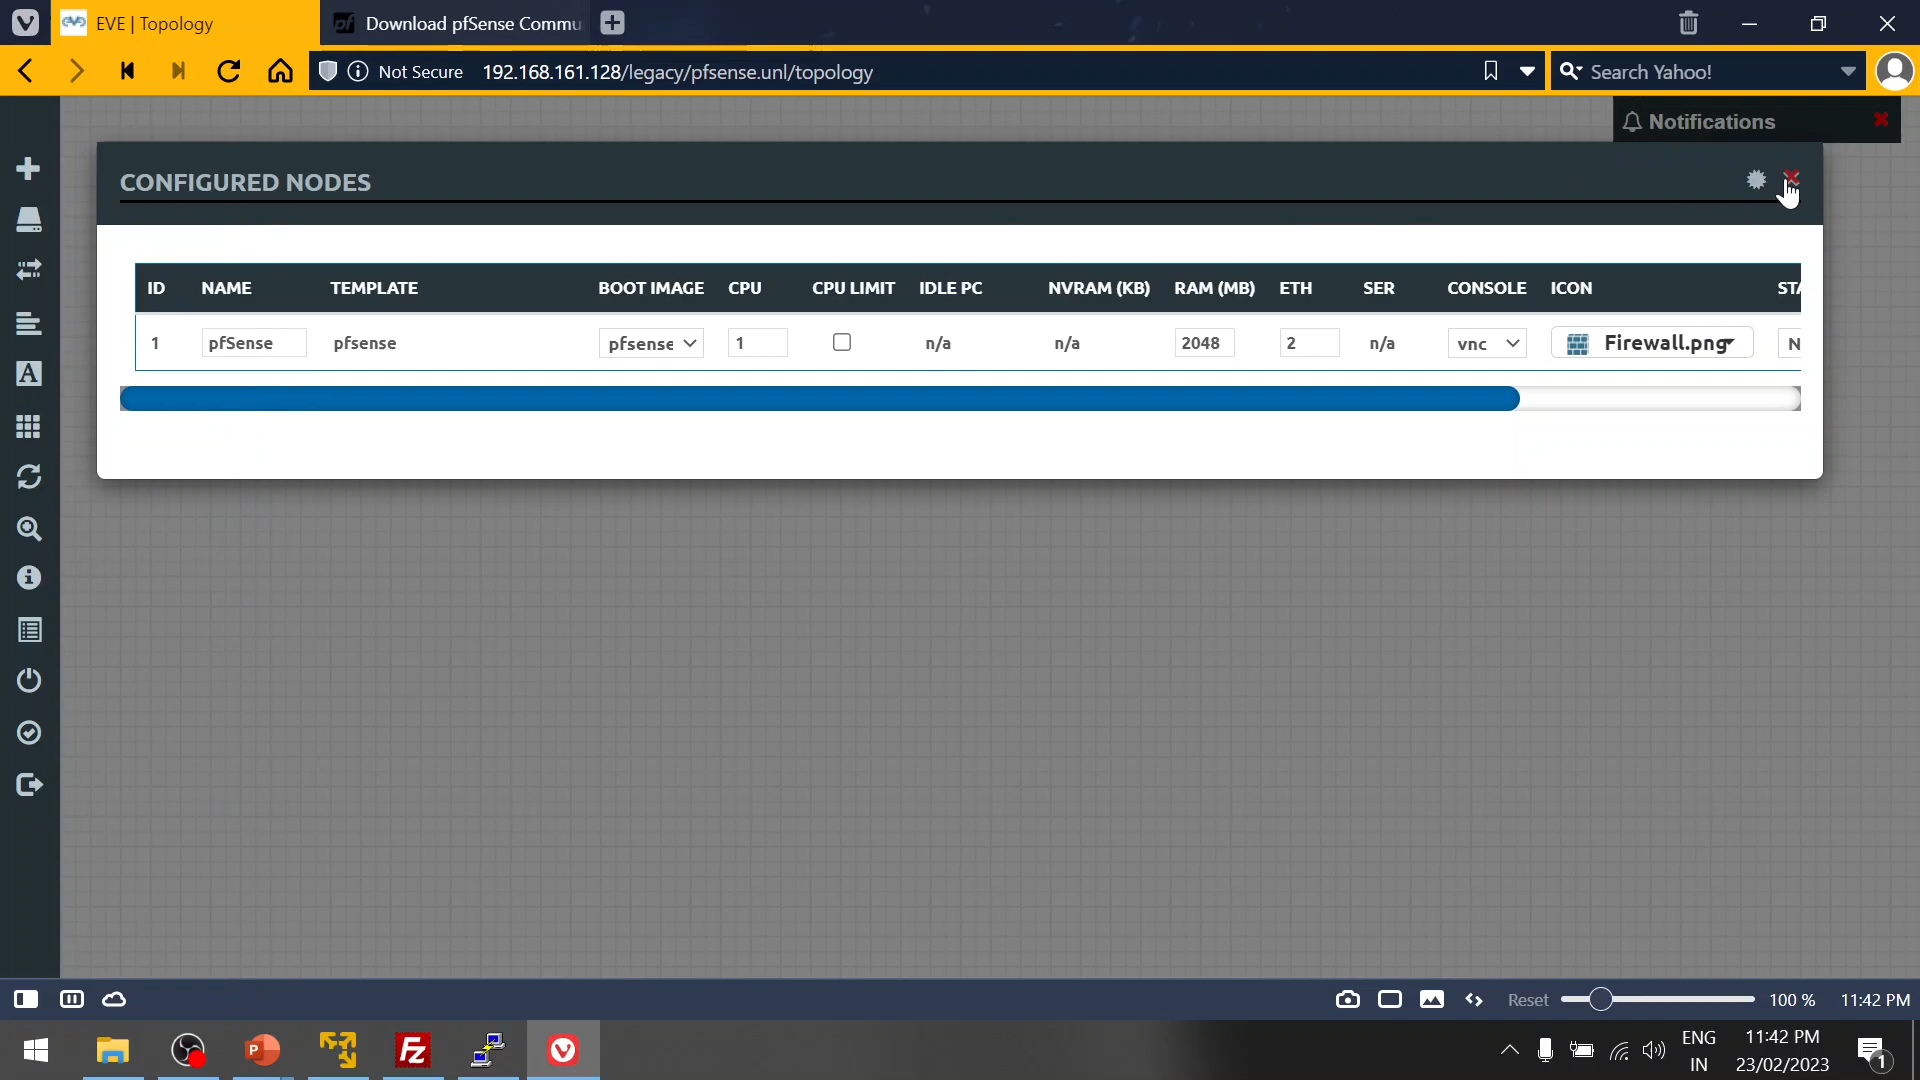 EVE | Topology
Download pfSense Commu
Not Secure 192.168.161.128/legacy/pfsense.unl/topology
Search Yahoo!
Notifications
CONFIGURED NODES
ID NAME TEMPLATE BOOT IMAGE CPU CPU LIMIT IDLE PC NVRAM (KB) RAM (MB) ETH SER CONSOLE ICON STA
1 pfSense pfsense pfsense 1 n/a n/a 2048 2 n/a vnc Firewall.png N
Reset 100 % 11:42 PM
ENG
IN
11:42 PM
23/02/2023
1